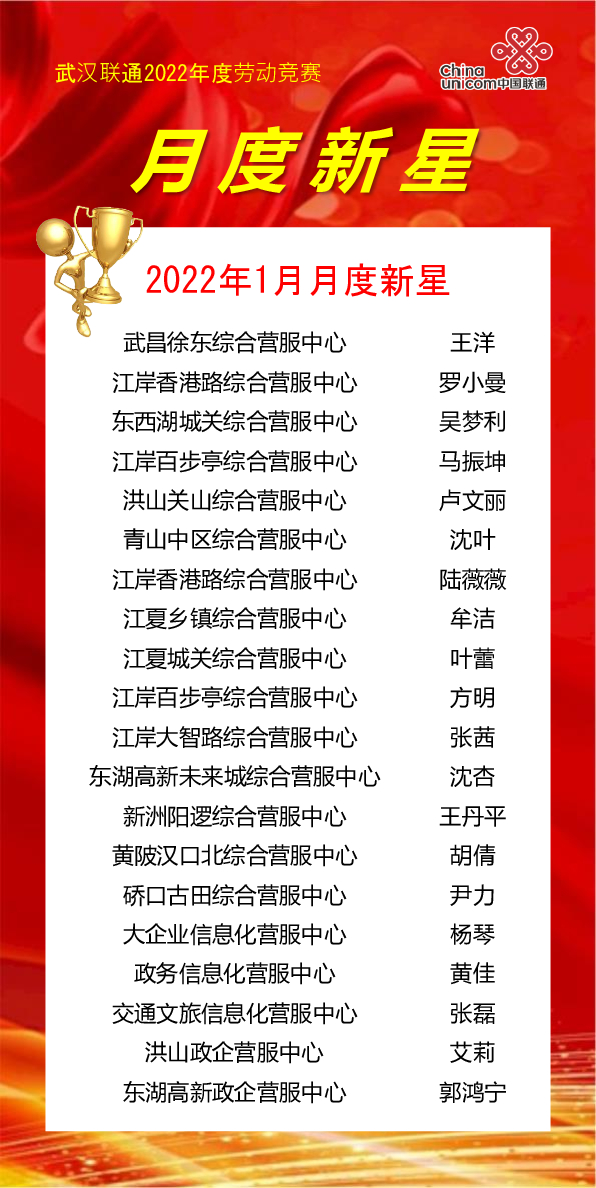 武汉联通2022年度劳动竞赛
China
unicom中国联通
月度新星
2022年1月月度新星
武昌徐东综合营服中心 王洋
江岸香港路综合营服中心 罗小曼
东西湖城关综合营服中心 吴梦利
江岸百步亭综合营服中心 马振坤
洪山关山综合营服中心 卢文丽
青山中区综合营服中心 沈叶
江岸香港路综合营服中心 陆薇薇
江夏乡镇综合营服中心 牟洁
江夏城关综合营服中心 叶蕾
江岸百步亭综合营服中心 方明
江岸大智路综合营服中心 张茜
东湖高新未来城综合营服中心 沈杏
新洲阳逻综合营服中心 王丹平
黄陂汉口北综合营服中心 胡倩
硚口古田综合营服中心 尹力
大企业信息化营服中心 杨琴
政务信息化营服中心 黄佳
交通文旅信息化营服中心 张磊
洪山政企营服中心 艾莉
东湖高新政企营服中心 郭鸿宁